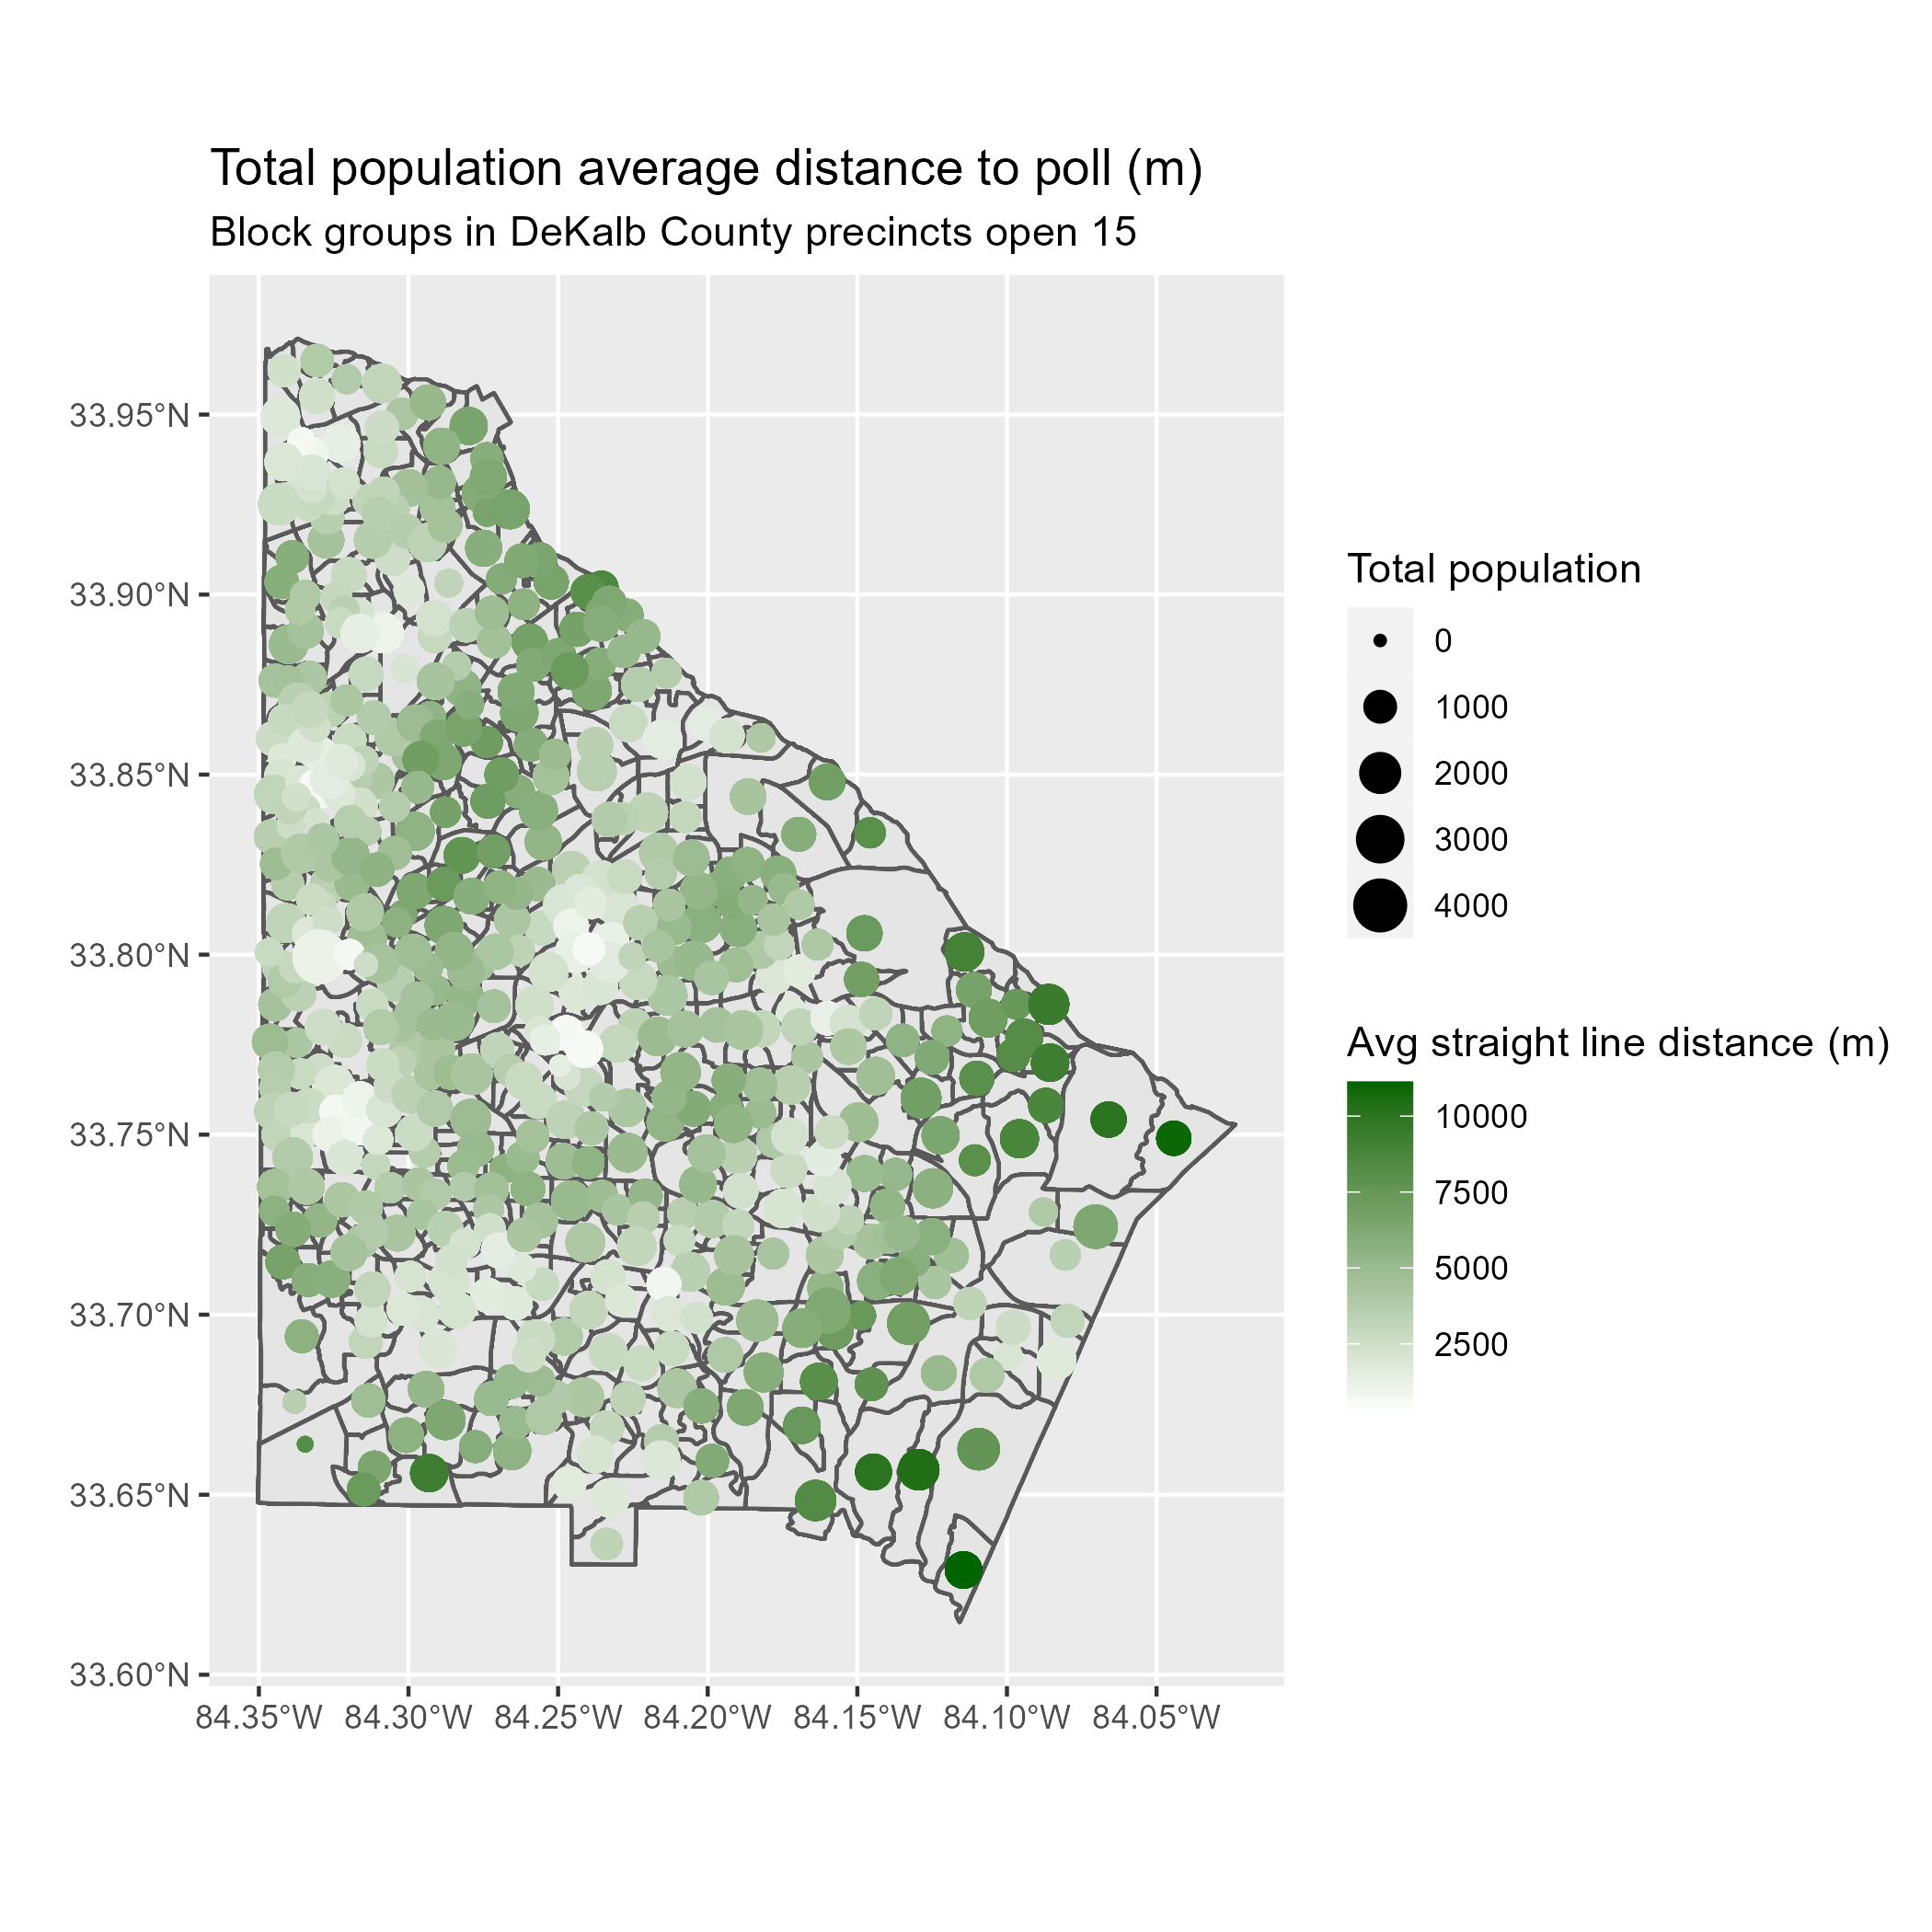 Total population average distance to poll (m)
Block groups in DeKalb County precincts open 15
33.95°N
33.90°N
33.85°N
33.80°N
33.75°N
33.70°N
33.65°N
33.60°N
84.35°W 84.30°W 84.25°W 84.20°W 84.15°W 84.10°W 84.05°W
Total population
0
1000
2000
3000
4000
Avg straight line distance (m)
10000
7500
5000
2500